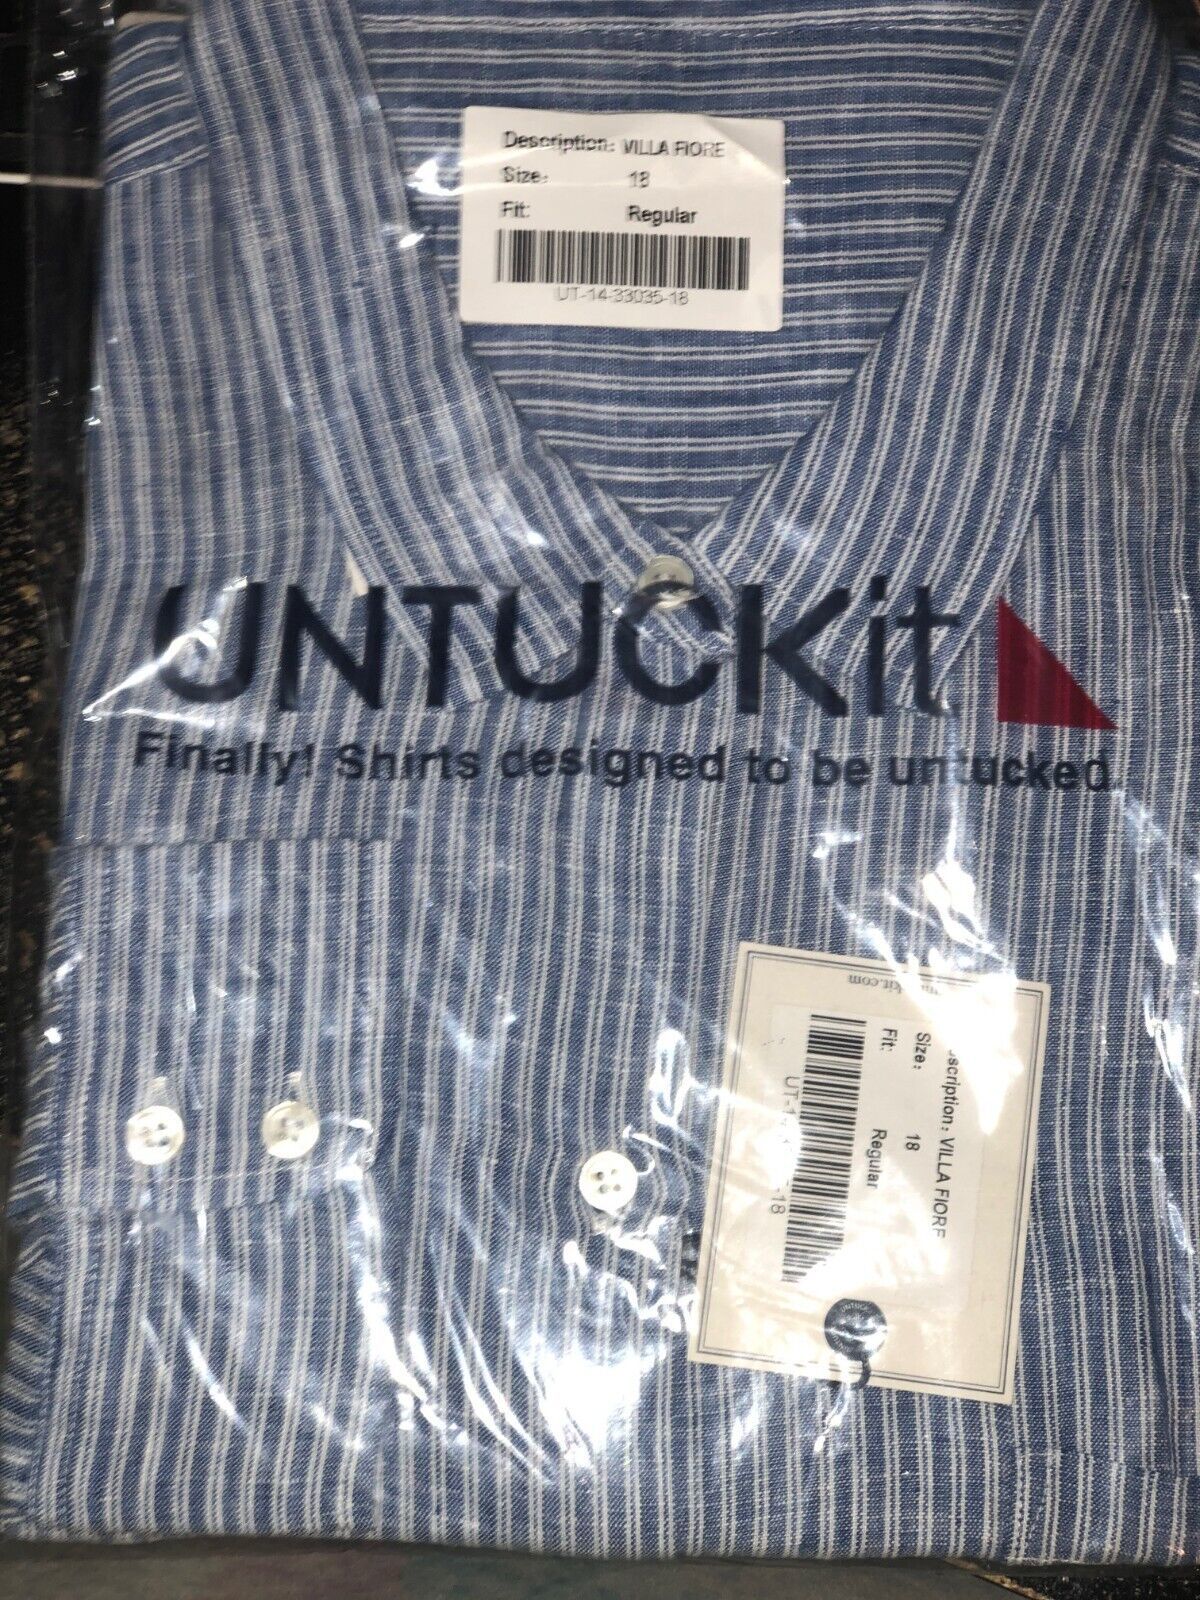 Description: VILLA FIORE
Size: 18
Fit: Regular
UT-14-33035-18
UNTUCKit
Finally! Shirts designed to be untucked.
Description: VILLA FIORE
Size: 18
Fit: Regular